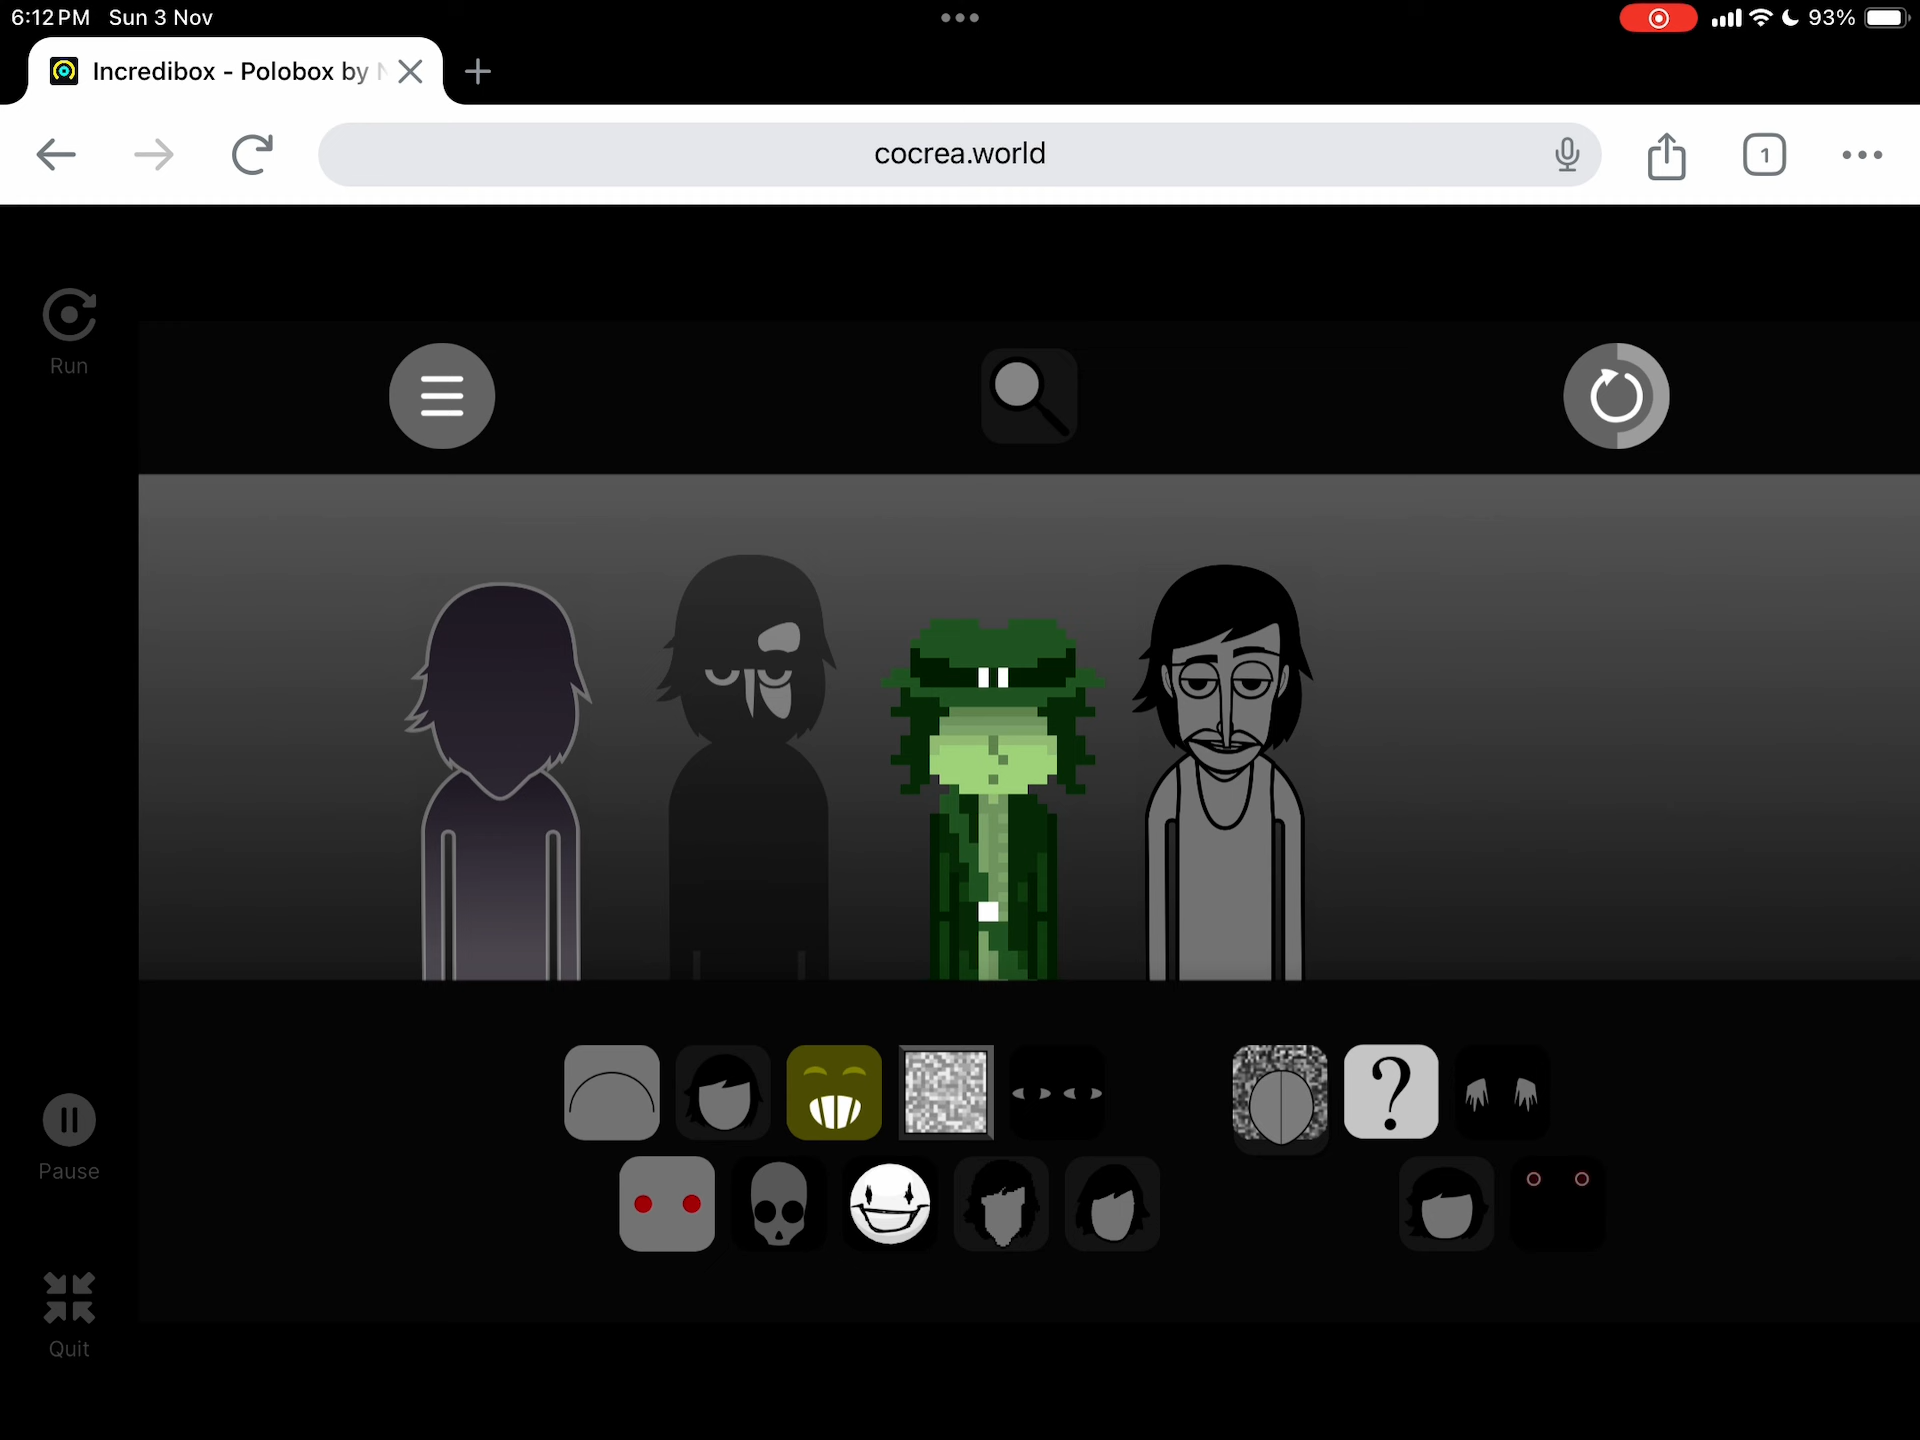 6:12 PM Sun 3 Nov
93%
Incredibox - Polobox by
cocrea.world
1
Run
?
Pause
Quit